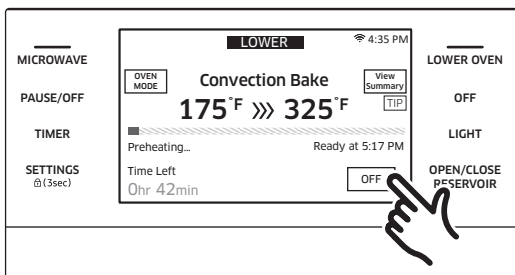 MICROWAVE
PAUSE/OFF
TIMER
SETTINGS
(3sec)
LOWER
4:35 PM
OVEN
MODE
Convection Bake
View
Summary
175°F >>> 325°F
TIP
Preheating...
Ready at 5:17 PM
Time Left
0hr 42min
OFF
LOWER OVEN
OFF
LIGHT
OPEN/CLOSE
RESERVOIR